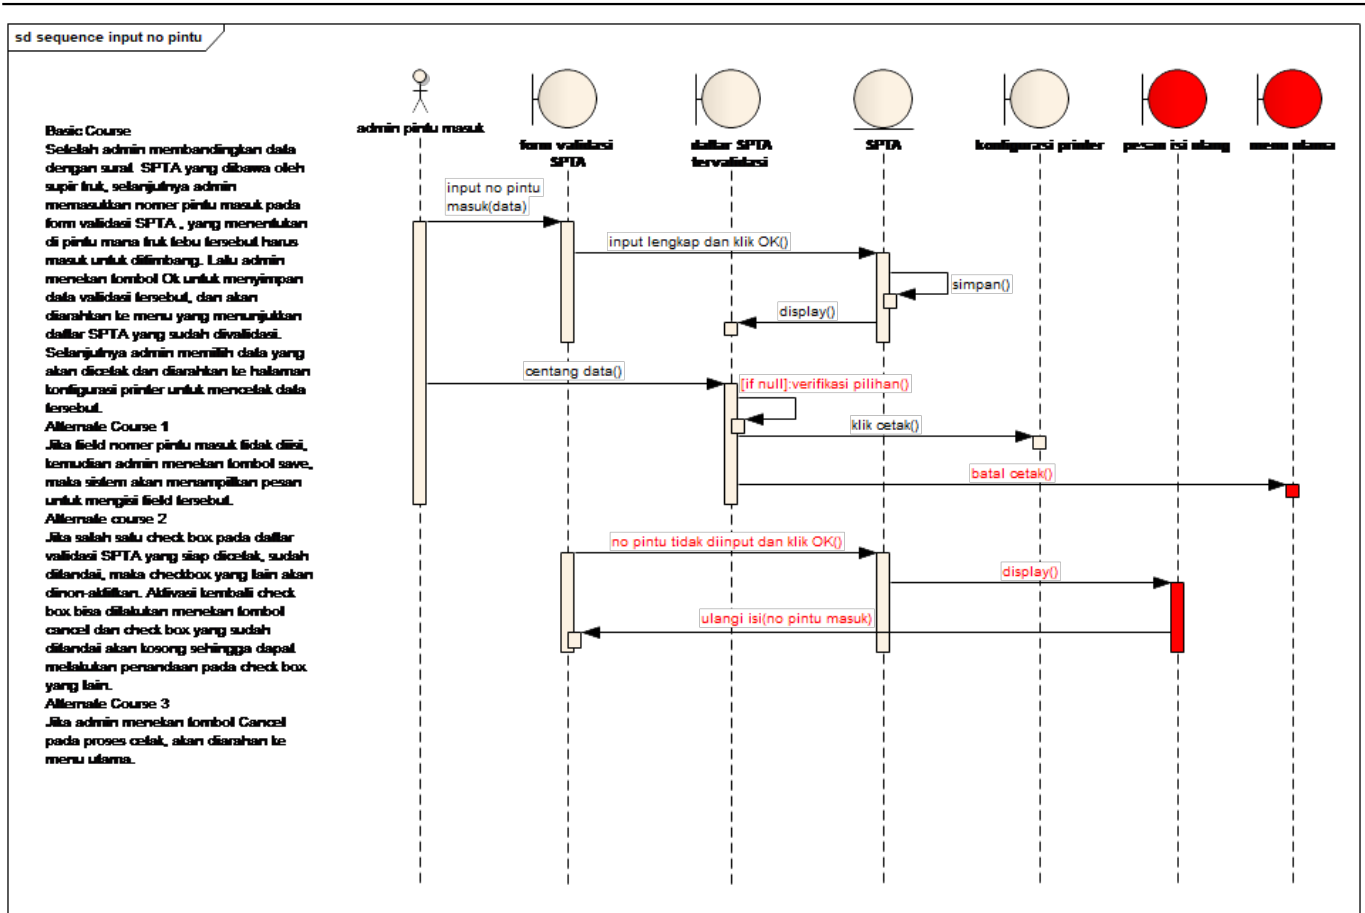 sd sequence input no pintu
Basic Course
Setelah admin membandingkan data
dengan surat SPTA yang dibawa oleh
supir truk, selanjutnya admin
memasukkan nomer pintu masuk pada
form validasi SPTA , yang menentukan
di pintu mana truk tebu tersebut harus
masuk untuk ditimbang. Lalu admin
menekan tombol Ok untuk menyimpan
data validasi tersebut, dan akan
diarahkan ke menu yang menunjukkan
daftar SPTA yang sudah divalidasi.
Selanjutnya admin memilih data yang
akan dicetak dan diarahkan ke halaman
konfigurasi printer untuk mencetak data
tersebut.
Alternate Course 1
Jika field nomer pintu masuk tidak diisi,
kemudian admin menekan tombol save,
maka sistem akan menampilkan pesan
untuk mengisi field tersebut.
Alternate course 2
Jika salah satu check box pada daftar
validasi SPTA yang siap dicetak, sudah
ditandai, maka checkbox yang lain akan
dinon-aktifkan. Aktivasi kembali check
box bisa dilakukan menekan tombol
cancel dan check box yang sudah
ditandai akan kosong sehingga dapat
melakukan penandaan pada check box
yang lain.
Alternate Course 3
Jika admin menekan tombol Cancel
pada proses cetak, akan diarahan ke
menu utama.
admin pintu masuk
form validasi
SPTA
daftar SPTA
tervalidasi
SPTA
konfigurasi printer
pesan isi ulang
menu utama
input no pintu
masuk(data)
input lengkap dan klik OK()
simpan()
display()
centang data()
[if null]:verifikasi pilihan()
klik cetak()
batal cetak()
no pintu tidak diinput dan klik OK()
display()
ulangi isi(no pintu masuk)